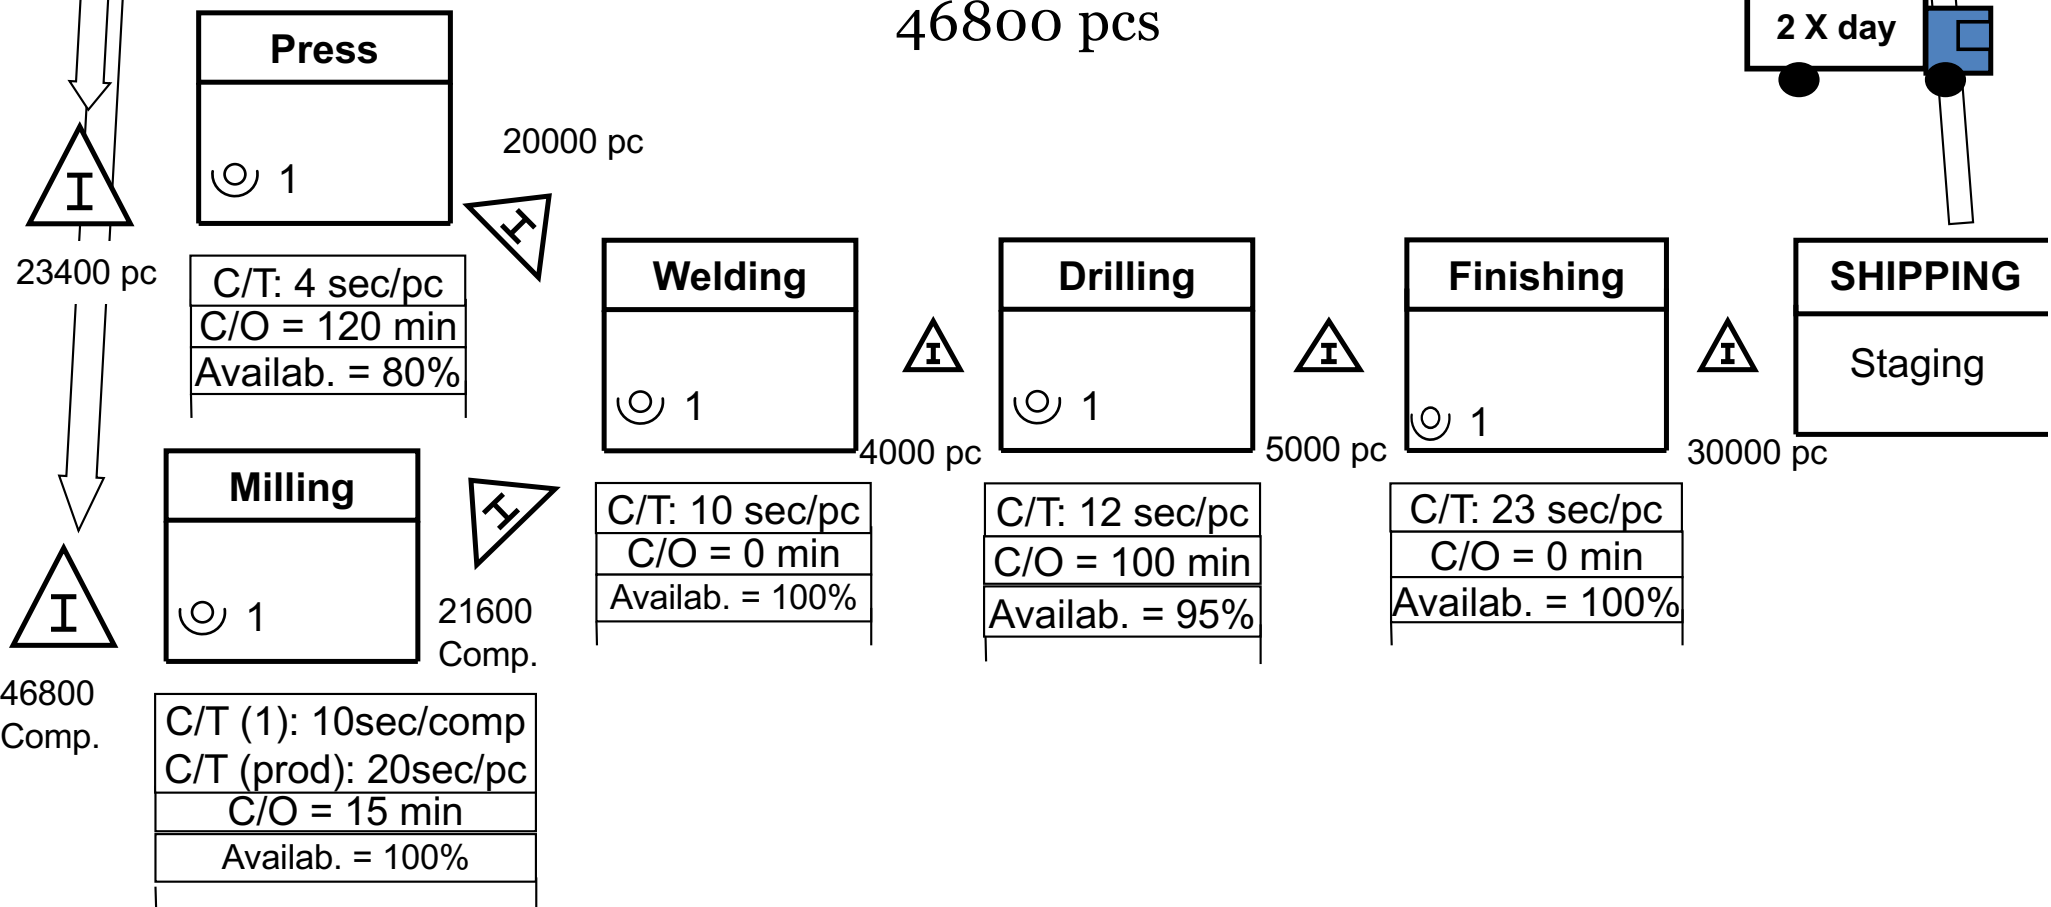 46800 pcs
2 X day
Press
1
I
23400 pc
C/T: 4 sec/pc
C/O = 120 min
Availab. = 80%
20000 pc
I
Milling
1
I
46800
Comp.
C/T (1): 10sec/comp
C/T (prod): 20sec/pc
C/O = 15 min
Availab. = 100%
I
21600
Comp.
Welding
1
C/T: 10 sec/pc
C/O = 0 min
Availab. = 100%
I
4000 pc
Drilling
1
C/T: 12 sec/pc
C/O = 100 min
Availab. = 95%
I
5000 pc
Finishing
1
C/T: 23 sec/pc
C/O = 0 min
Availab. = 100%
I
30000 pc
SHIPPING
Staging